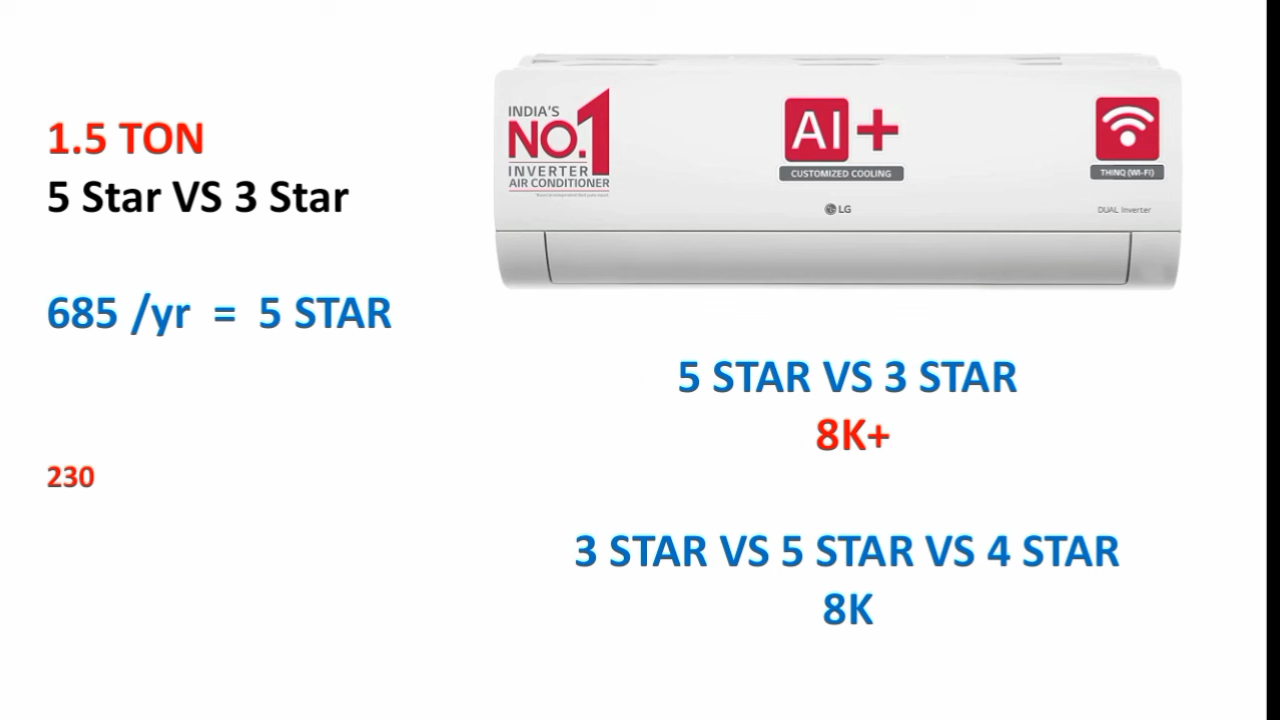 1.5 TON
5 Star VS 3 Star
685 /yr = 5 STAR
230
INDIA'S
NO.1
INVERTER
AIR CONDITIONER
AI+
CUSTOMIZED COOLING
THINQ (WI-FI)
LG
DUAL Inverter
5 STAR VS 3 STAR
8K+
3 STAR VS 5 STAR VS 4 STAR
8K